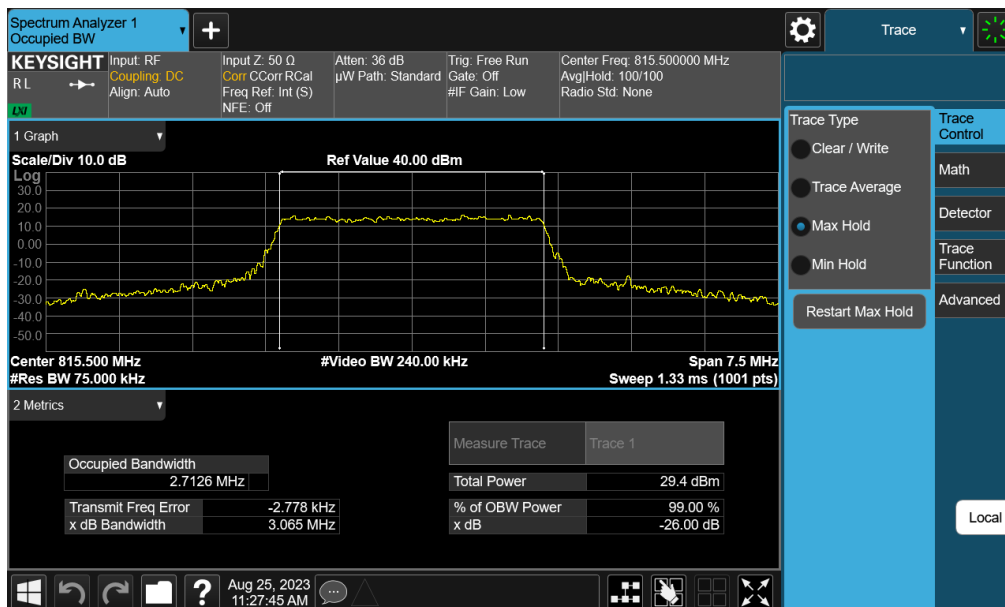 Spectrum Analyzer 1
Occupied BW
+
Trace
KEYSIGHT
RL
LXI
Input: RF
Coupling: DC
Align: Auto
Input Z: 50 Ω
Corr CCorr RCal
Freq Ref: Int (S)
NFE: Off
Atten: 36 dB
µW Path: Standard
Trig: Free Run
Gate: Off
#IF Gain: Low
Center Freq: 815.500000 MHz
Avg|Hold: 100/100
Radio Std: None
1 Graph
Scale/Div 10.0 dB
Ref Value 40.00 dBm
Log
30.0
20.0
10.0
0.00
-10.0
-20.0
-30.0
-40.0
-50.0
Center 815.500 MHz
#Video BW 240.00 kHz
Span 7.5 MHz
#Res BW 75.000 kHz
Sweep 1.33 ms (1001 pts)
2 Metrics
Measure Trace
Trace 1
Occupied Bandwidth
2.7126 MHz
Total Power
29.4 dBm
Transmit Freq Error
-2.778 kHz
% of OBW Power
99.00 %
x dB Bandwidth
3.065 MHz
x dB
-26.00 dB
Trace Type
Clear / Write
Trace Average
Max Hold
Min Hold
Restart Max Hold
Trace
Control
Math
Detector
Trace
Function
Advanced
Local
?
Aug 25, 2023
11:27:45 AM